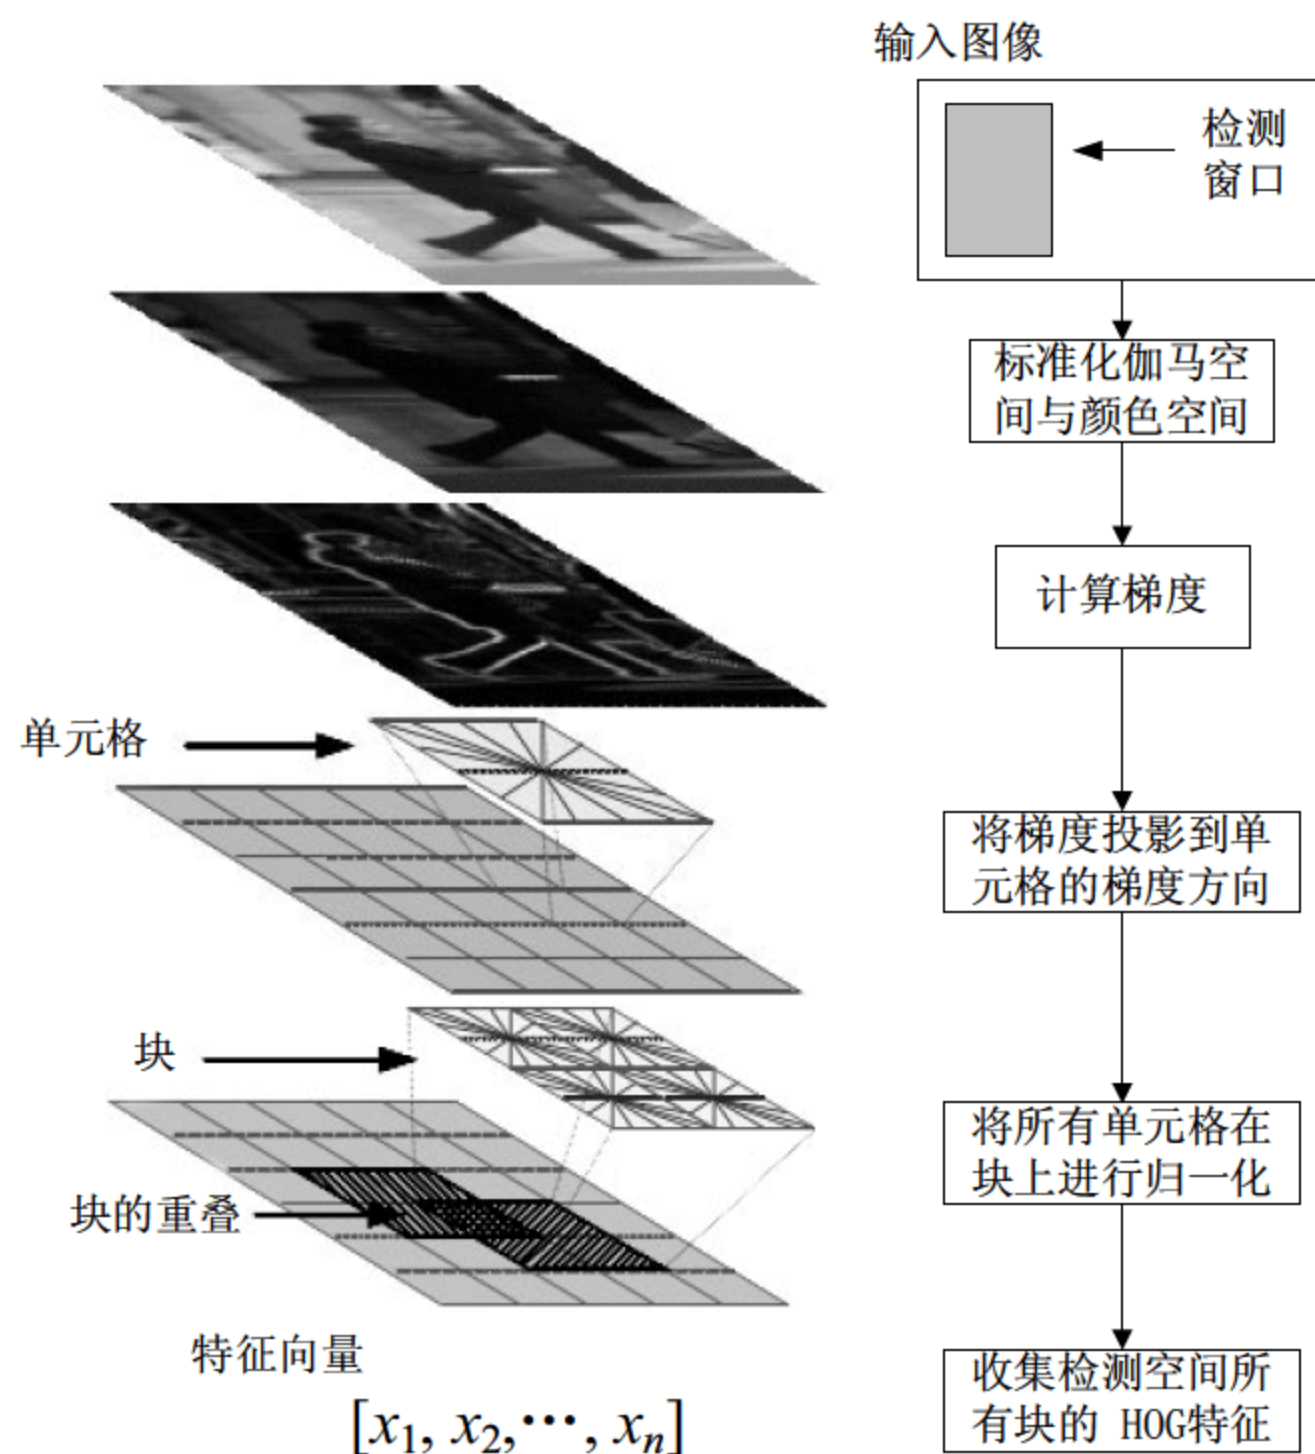 输入图像
检测
窗口
标准化伽马空
间与颜色空间
计算梯度
单元格
将梯度投影到单
元格的梯度方向
块
将所有单元格在
块上进行归一化
块的重叠
特征向量
[x₁, x₂,⋯, xₙ]
收集检测空间所
有块的 HOG特征